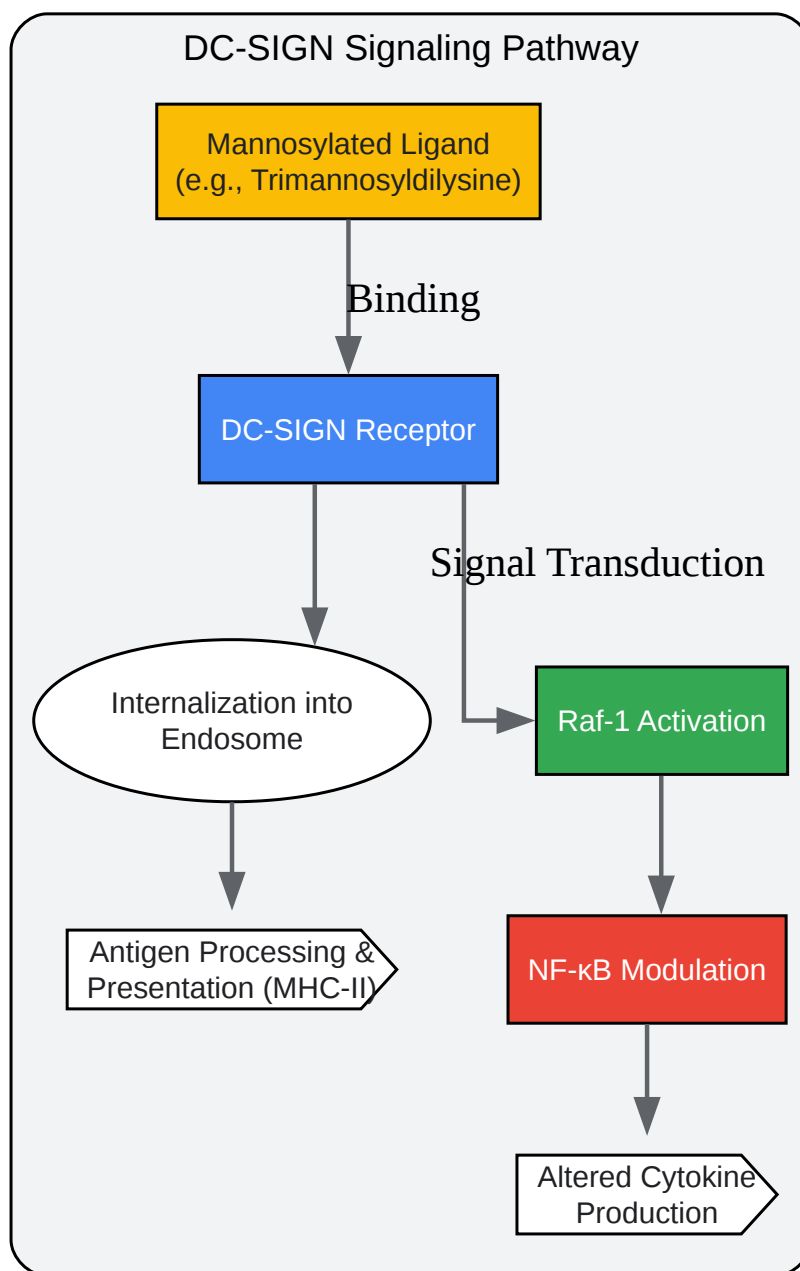 DC-SIGN Signaling Pathway
Mannosylated Ligand
(e.g., Trimannosyldilysine)
Binding
DC-SIGN Receptor
Signal Transduction
Internalization into
Endosome
Raf-1 Activation
Antigen Processing &
Presentation (MHC-II)
NF-κB Modulation
Altered Cytokine
Production